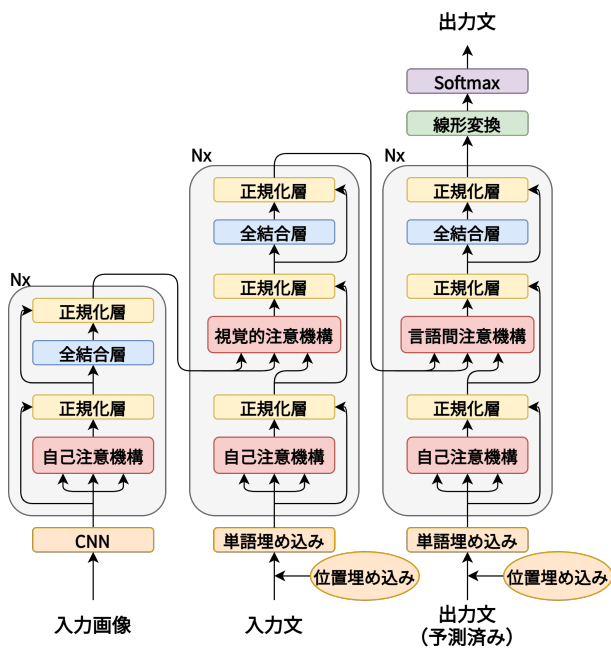 出力文
Softmax
線形変換
Nx
正規化層
全結合層
正規化層
自己注意機構
CNN
入力画像
Nx
正規化層
全結合層
正規化層
視覚的注意機構
正規化層
自己注意機構
単語埋め込み
位置埋め込み
入力文
Nx
正規化層
全結合層
正規化層
言語間注意機構
正規化層
自己注意機構
単語埋め込み
位置埋め込み
出力文
(予測済み)